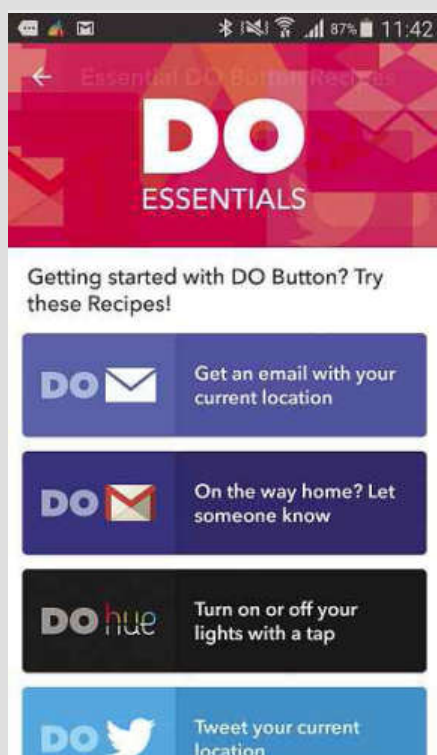 87% 11:42
Essential DO Button Recipes
DO
ESSENTIALS
Getting started with DO Button? Try
these Recipes!
DO
Get an email with your
current location
DO
On the way home? Let
someone know
DO hue
Turn on or off your
lights with a tap
DO
Tweet your current
location